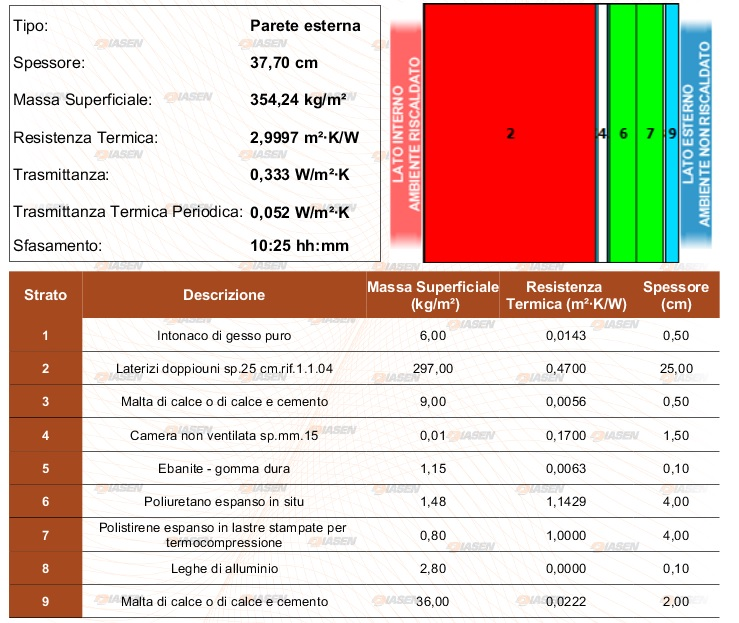 Tipo: Parete esterna
Spessore: 37,70 cm
Massa Superficiale: 354,24 kg/m²
Resistenza Termica: 2,9997 m²·K/W
Trasmittanza: 0,333 W/m²·K
Trasmittanza Termica Periodica: 0,052 W/m²·K
Sfasamento: 10:25 hh:mm
LATO INTERNO
AMBIENTE RISCALDATO
2 4 6 7 9
LATO ESTERNO
AMBIENTE NON RISCALDATO
Strato Descrizione Massa Superficiale (kg/m²) Resistenza Termica (m²·K/W) Spessore (cm)
1 Intonaco di gesso puro 6,00 0,0143 0,50
2 Laterizi doppiouni sp.25 cm.rif.1.1.04 297,00 0,4700 25,00
3 Malta di calce o di calce e cemento 9,00 0,0056 0,50
4 Camera non ventilata sp.mm.15 0,01 0,1700 1,50
5 Ebanite - gomma dura 1,15 0,0063 0,10
6 Poliuretano espanso in situ 1,48 1,1429 4,00
7 Polistirene espanso in lastre stampate per termocompressione 0,80 1,0000 4,00
8 Leghe di alluminio 2,80 0,0000 0,10
9 Malta di calce o di calce e cemento 36,00 0,0222 2,00
IASEN